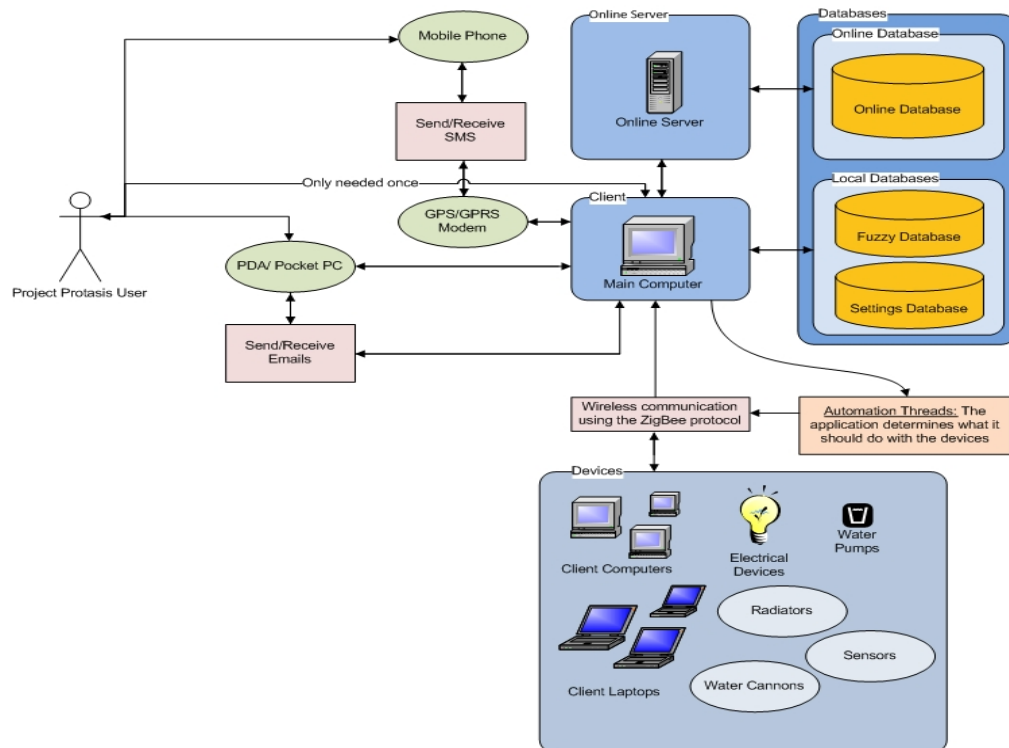 Mobile Phone
Send/Receive
SMS
Only needed once
GPS/GPRS
Modem
Project Protasis User
PDA/ Pocket PC
Send/Receive
Emails
Online Server
Online Server
Client
Main Computer
Databases
Online Database
Online Database
Local Databases
Fuzzy Database
Settings Database
Wireless communication
using the ZigBee protocol
Automation Threads: The
application determines what it
should do with the devices
Devices
Client Computers
Electrical
Devices
Water
Pumps
Client Laptops
Radiators
Sensors
Water Cannons